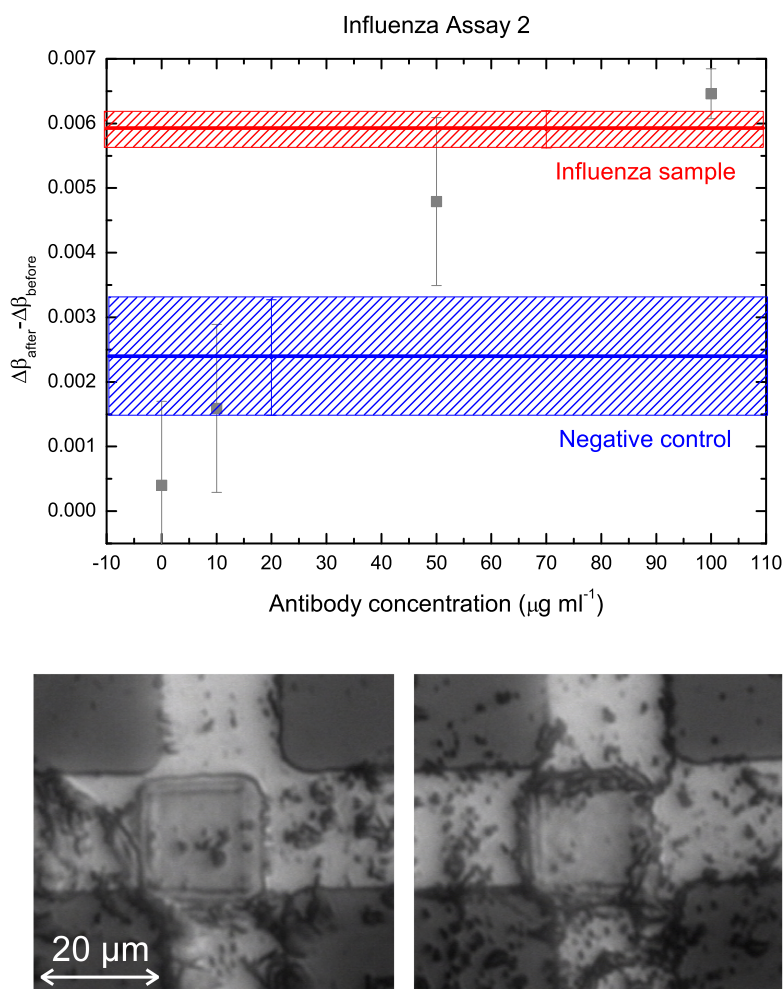 Influenza Assay 2
0.007
0.006
0.005
0.004
0.003
0.002
0.001
0.000
Δβafter-Δβbefore
Influenza sample
Negative control
-10 0 10 20 30 40 50 60 70 80 90 100 110
Antibody concentration (μg ml-1)
20 μm